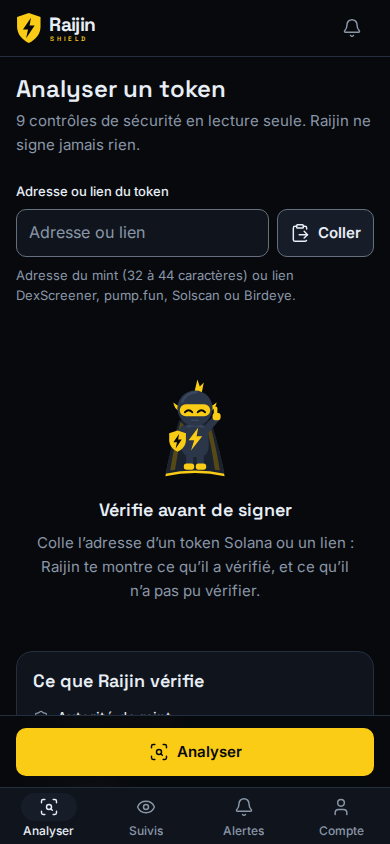 Raijin
SHIELD
Analyser un token
9 contrôles de sécurité en lecture seule. Raijin ne
signe jamais rien.
Adresse ou lien du token
Adresse ou lien
Coller
Adresse du mint (32 à 44 caractères) ou lien
DexScreener, pump.fun, Solscan ou Birdeye.
Vérifie avant de signer
Colle l’adresse d’un token Solana ou un lien :
Raijin te montre ce qu’il a vérifié, et ce qu’il
n’a pas pu vérifier.
Ce que Raijin vérifie
Analyser
Analyser
Suivis
Alertes
Compte